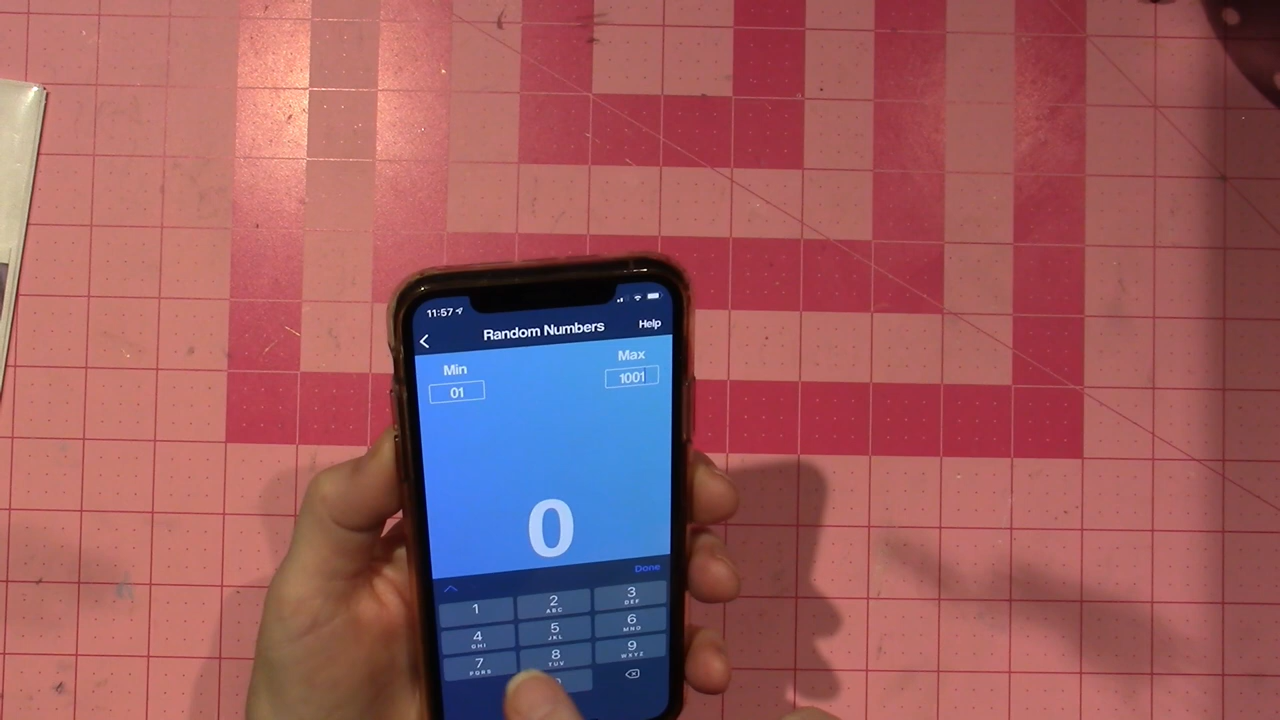 11:57
Random Numbers
Help
Min
Max
01
1001
0
Done
1
2
ABC
3
DEF
4
GHI
5
JKL
6
MNO
7
PQRS
8
TUV
9
WXYZ